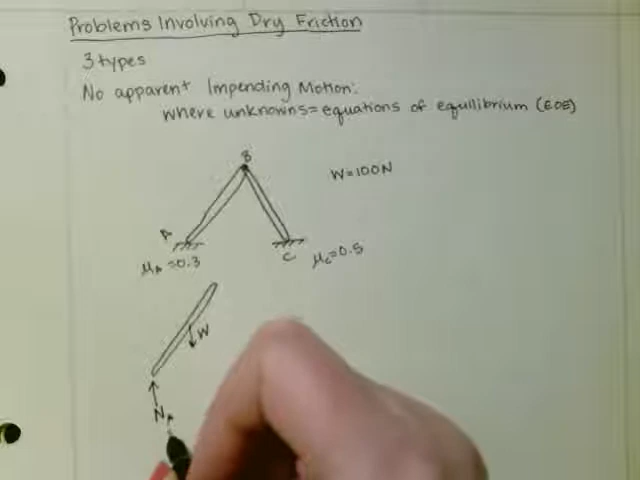 Problems Involving Dry Friction
3 types
No apparent Impending Motion:
where unknowns = equations of equilibrium (EOE)
B
W=100N
A
μA =0.3
C
μC=0.5
W
NA